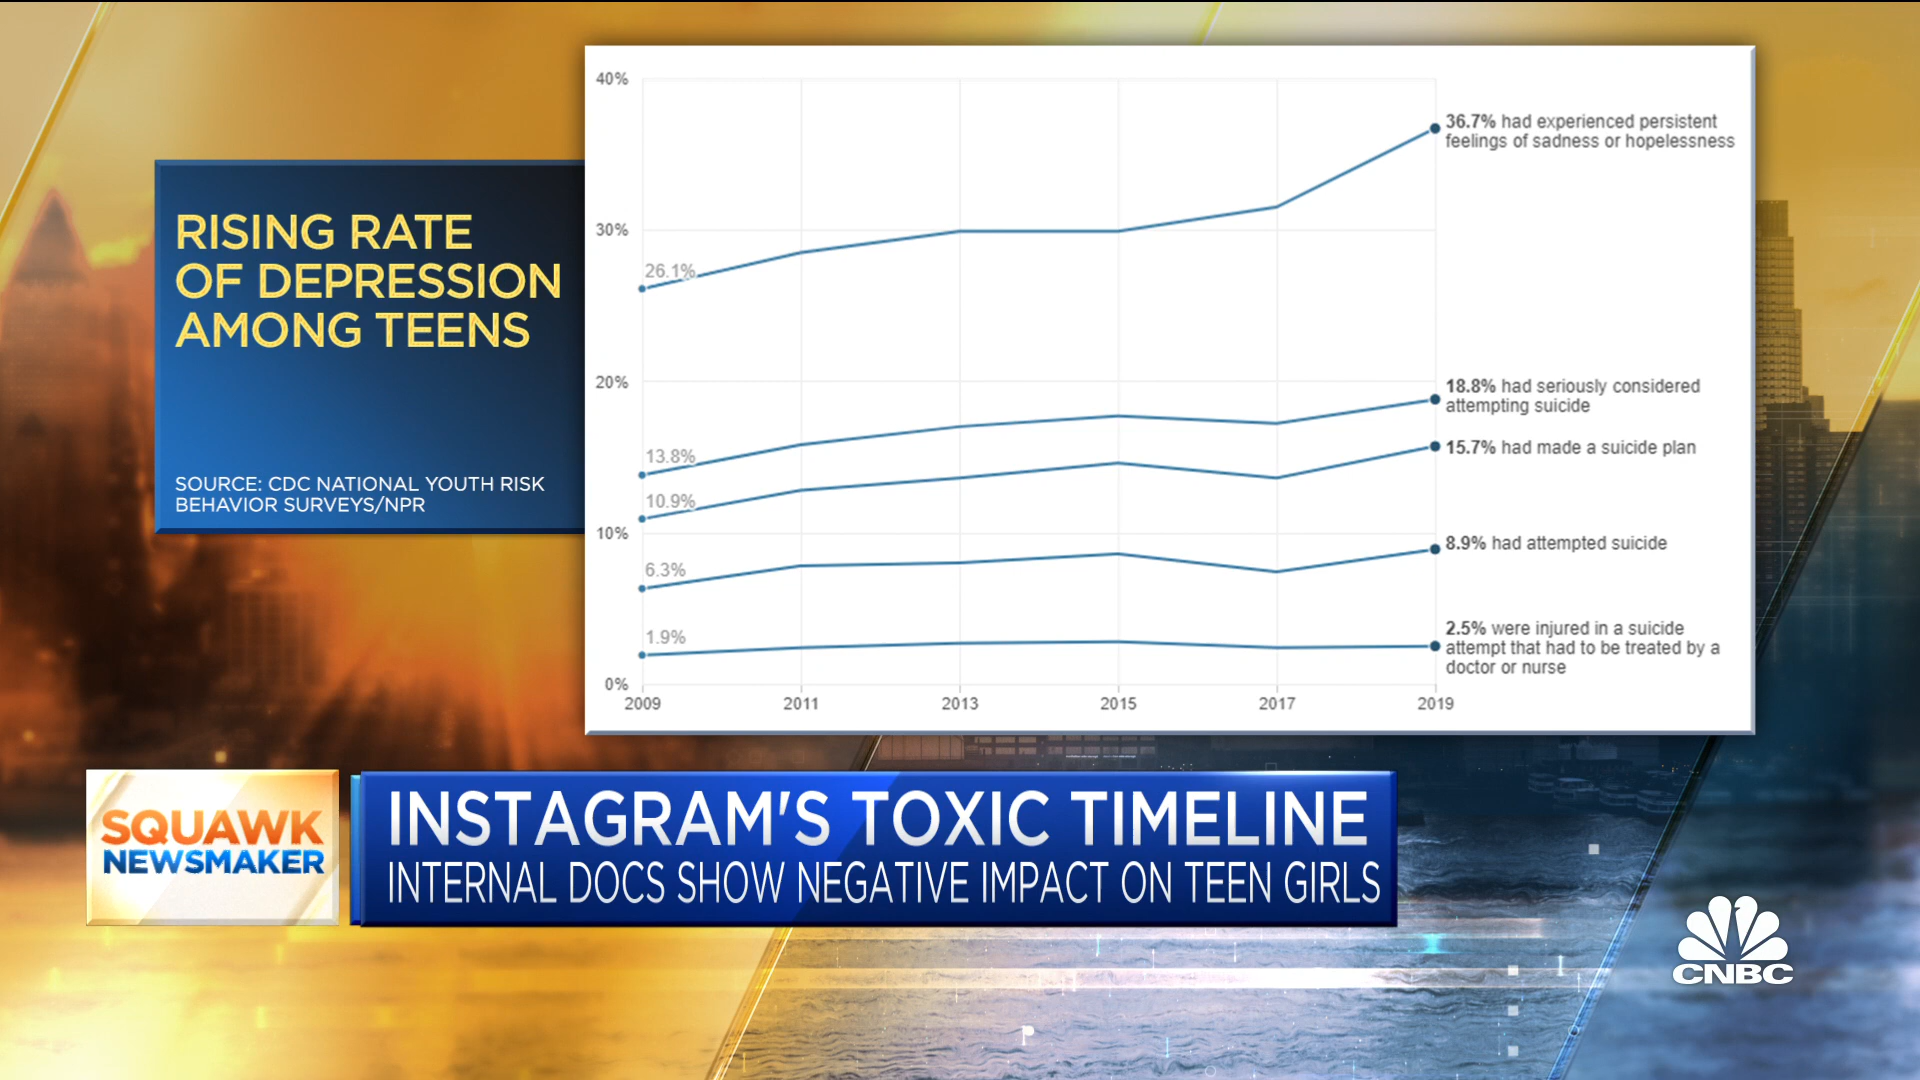 RISING RATE
OF DEPRESSION
AMONG TEENS
SOURCE: CDC NATIONAL YOUTH RISK
BEHAVIOR SURVEYS/NPR
40%
30%
20%
10%
0%
26.1%
13.8%
10.9%
6.3%
1.9%
36.7% had experienced persistent
feelings of sadness or hopelessness
18.8% had seriously considered
attempting suicide
15.7% had made a suicide plan
8.9% had attempted suicide
2.5% were injured in a suicide
attempt that had to be treated by a
doctor or nurse
2009 2011 2013 2015 2017 2019
SQUAWK
NEWSMAKER
INSTAGRAM'S TOXIC TIMELINE
INTERNAL DOCS SHOW NEGATIVE IMPACT ON TEEN GIRLS
CNBC